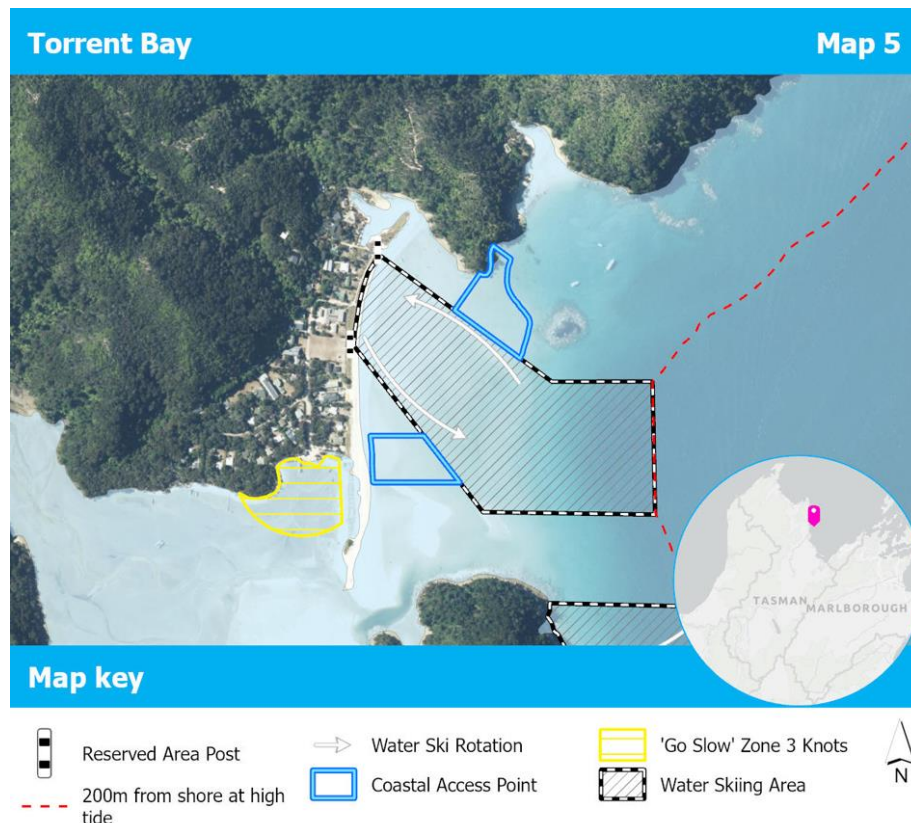 Torrent Bay
Map 5
TASMAN
MARLBOROUGH
Map key
Reserved Area Post
Water Ski Rotation
'Go Slow' Zone 3 Knots
200m from shore at high
tide
Coastal Access Point
Water Skiing Area
N